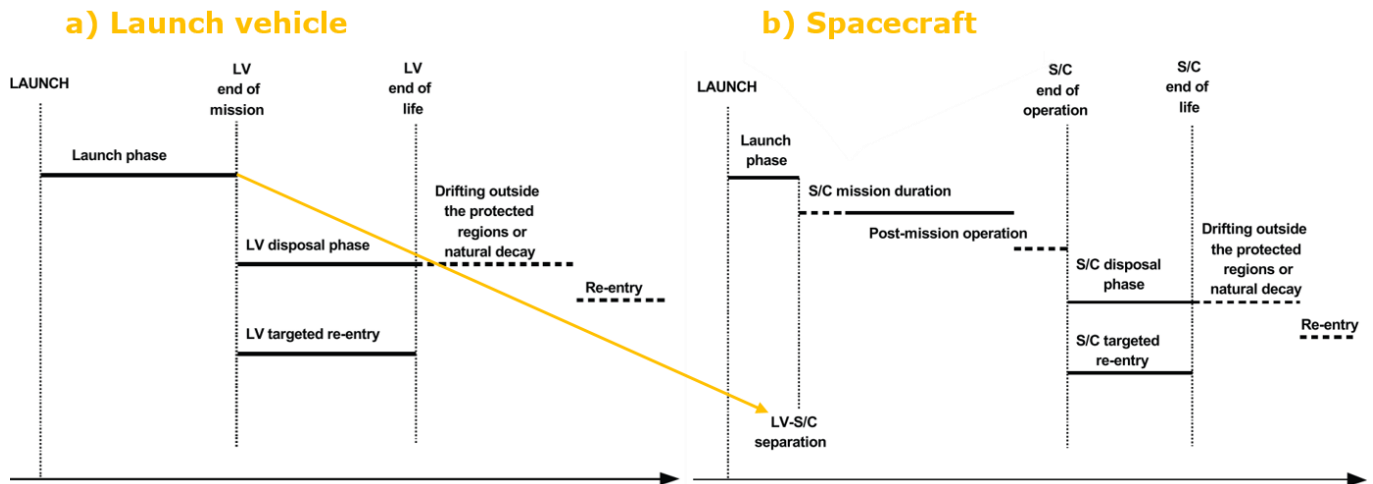 a) Launch vehicle
LAUNCH
LV
end of
mission
LV
end of
life
Launch phase
LV disposal phase
Drifting outside
the protected
regions or
natural decay
Re-entry
LV targeted re-entry
b) Spacecraft
LAUNCH
S/C
end of
operation
S/C
end of
life
Launch
phase
S/C mission duration
Post-mission operation
S/C disposal
phase
Drifting outside
the protected
regions or
natural decay
Re-entry
S/C targeted
re-entry
LV-S/C
separation